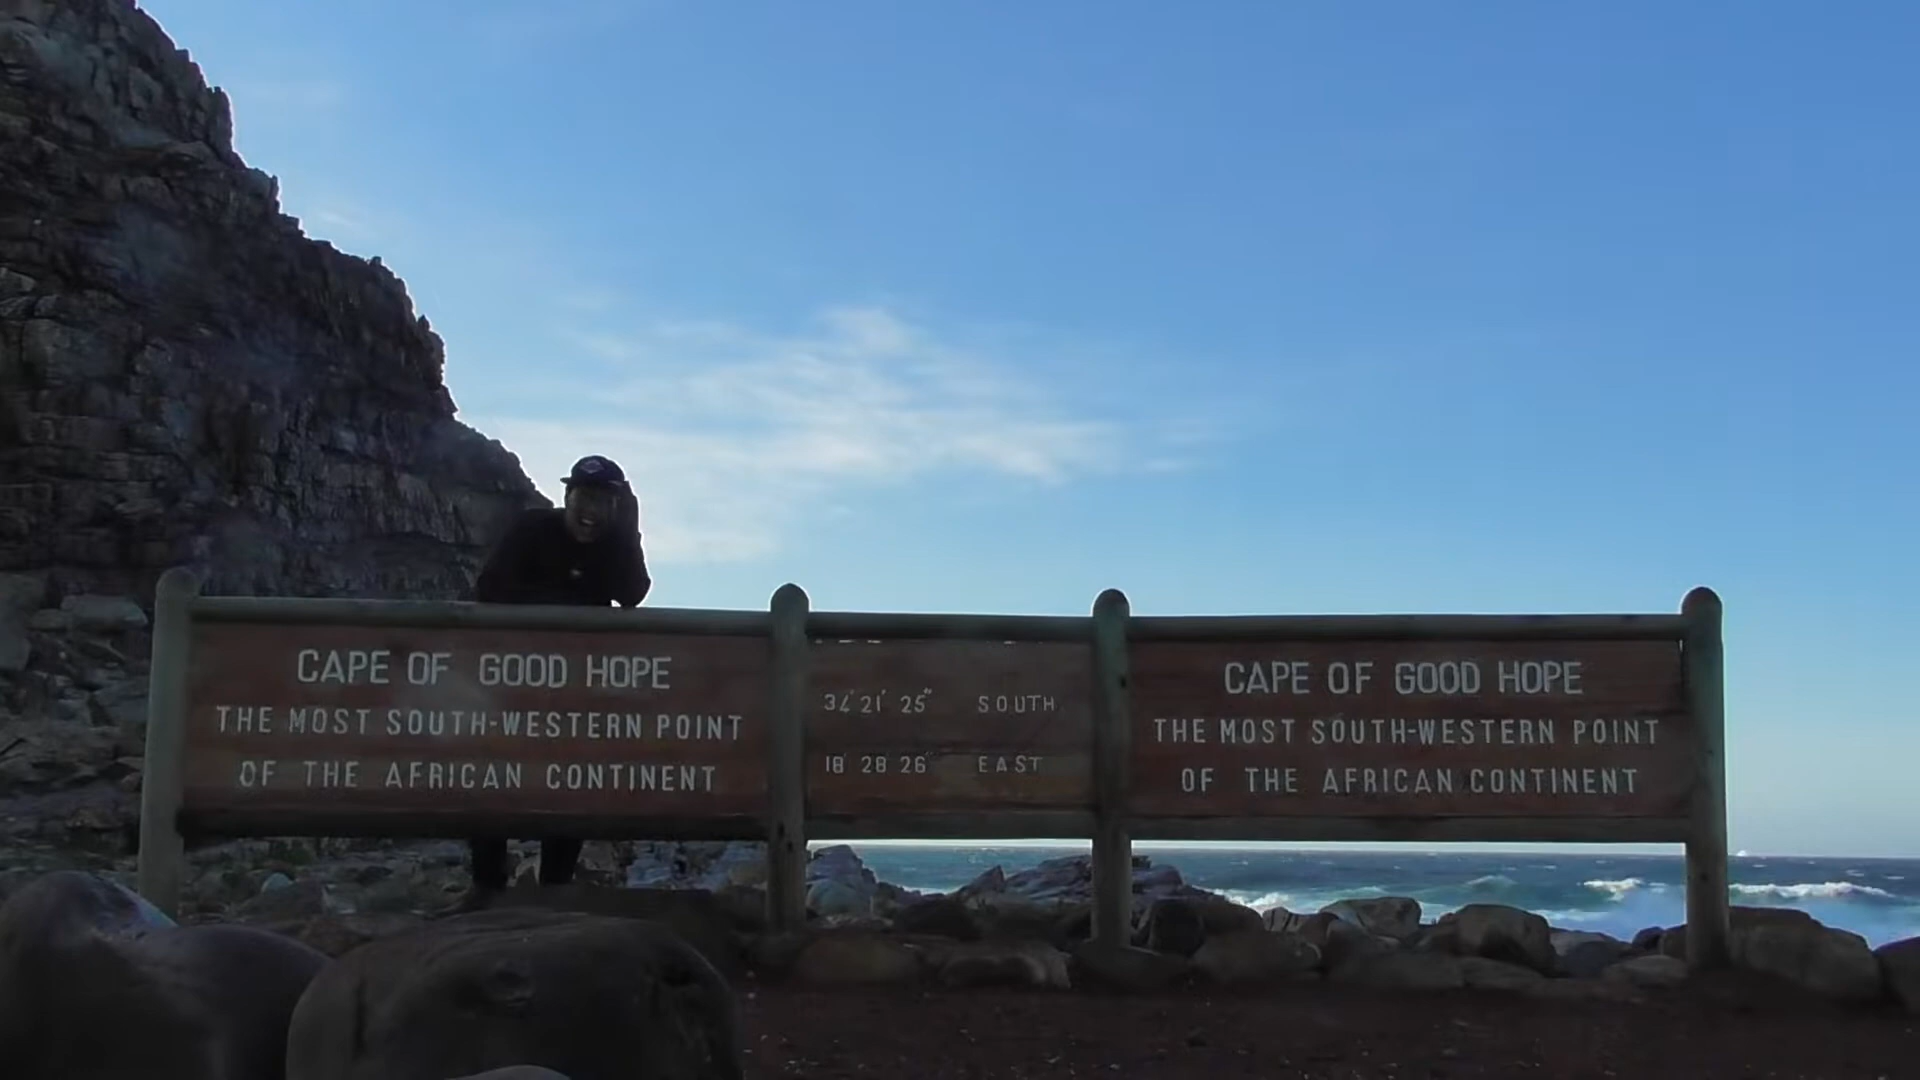 CAPE OF GOOD HOPE
THE MOST SOUTH-WESTERN POINT
OF THE AFRICAN CONTINENT
34° 21' 25" SOUTH
18° 28' 26" EAST
CAPE OF GOOD HOPE
THE MOST SOUTH-WESTERN POINT
OF THE AFRICAN CONTINENT